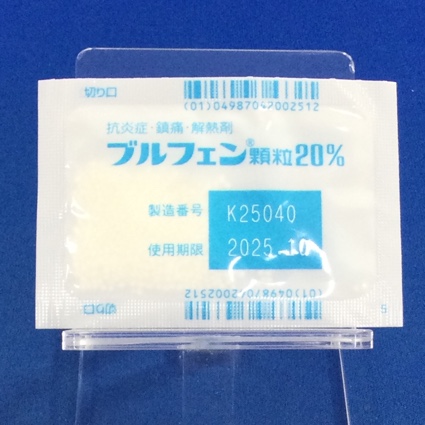 切り口
(01)04987042002512
抗炎症・鎮痛・解熱剤
ブルフェン®顆粒20%
製造番号 K25040
使用期限 2025.10
(01)04987042002512
切り口